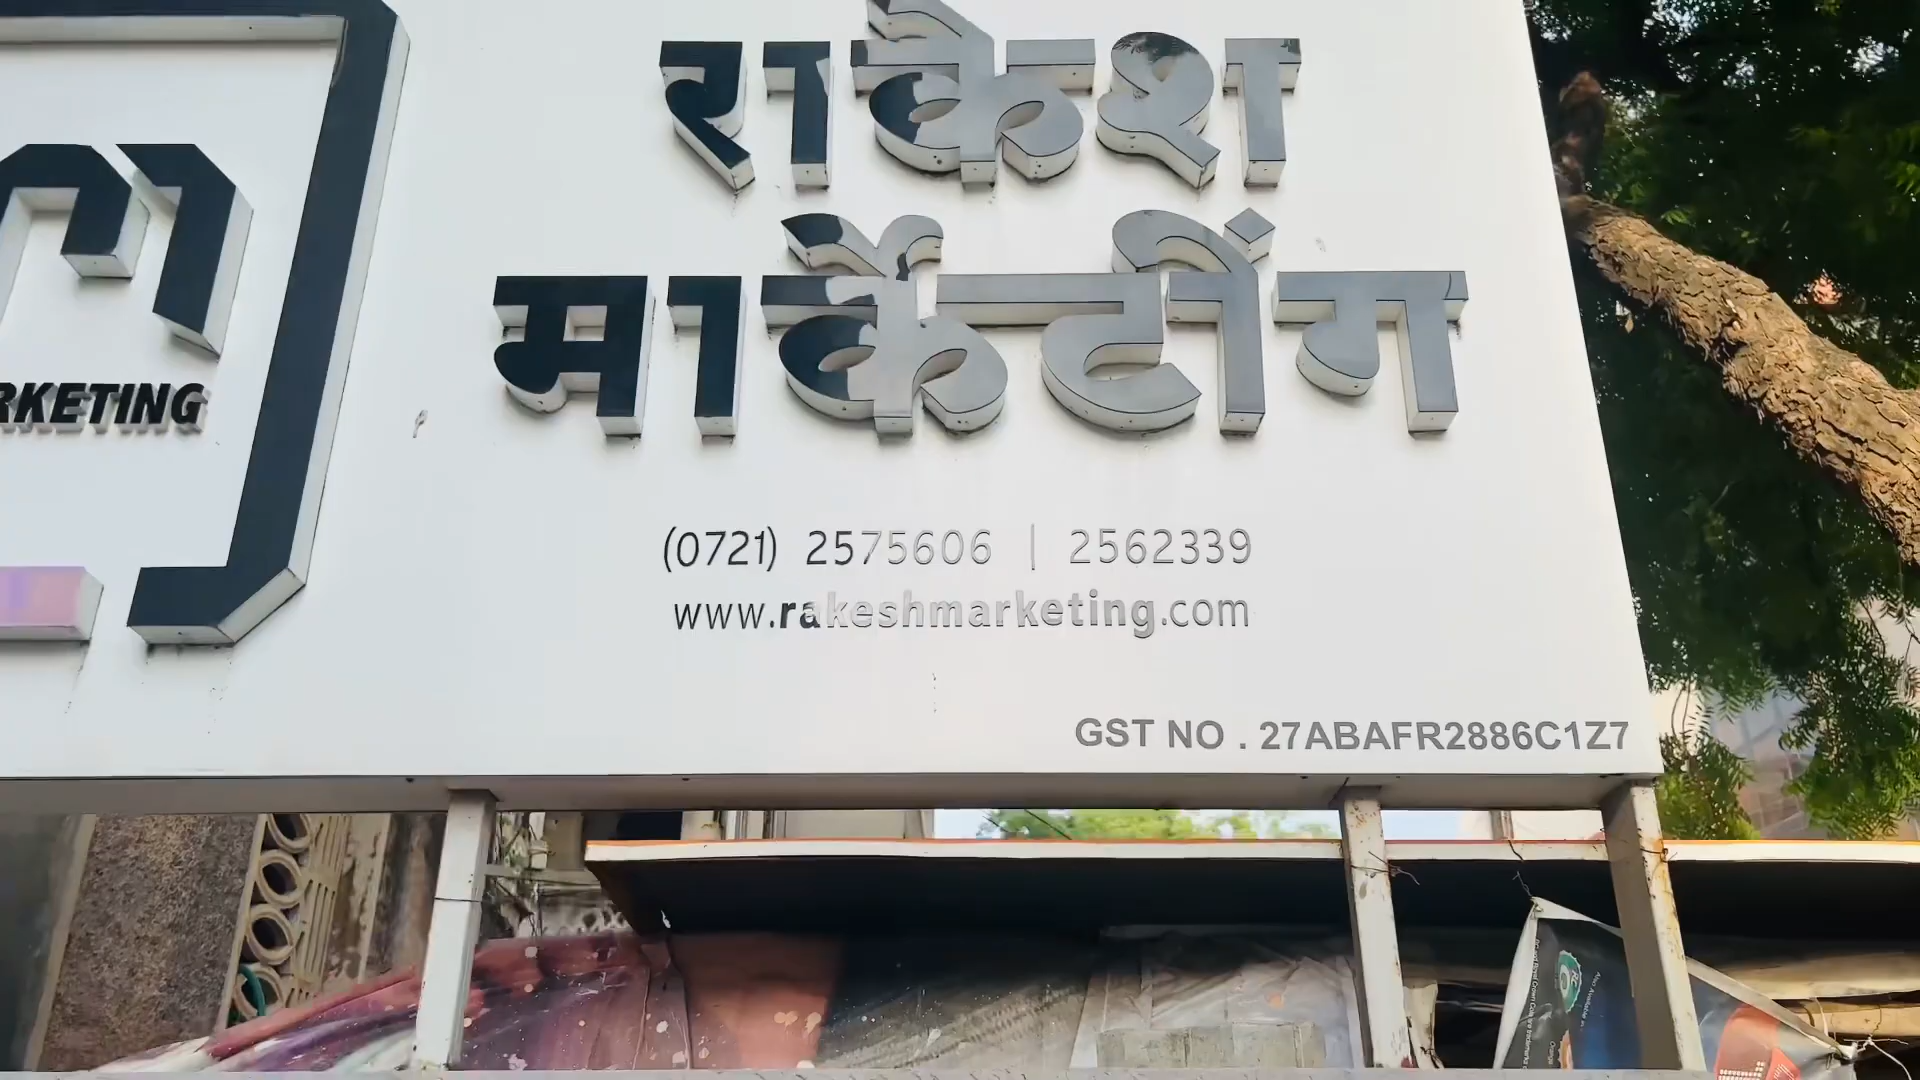 राकेश
मार्केंटींग
RKETING
(0721) 2575606 | 2562339
www.rakeshmarketing.com
GST NO . 27ABAFR2886C1Z7